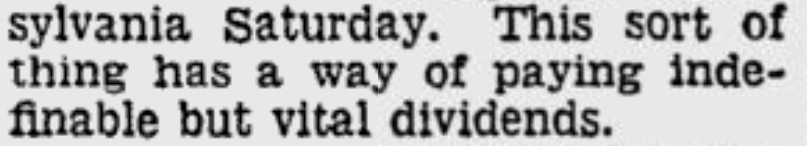 sylvania Saturday. This sort of
thing has a way of paying inde-
finable but vital dividends.